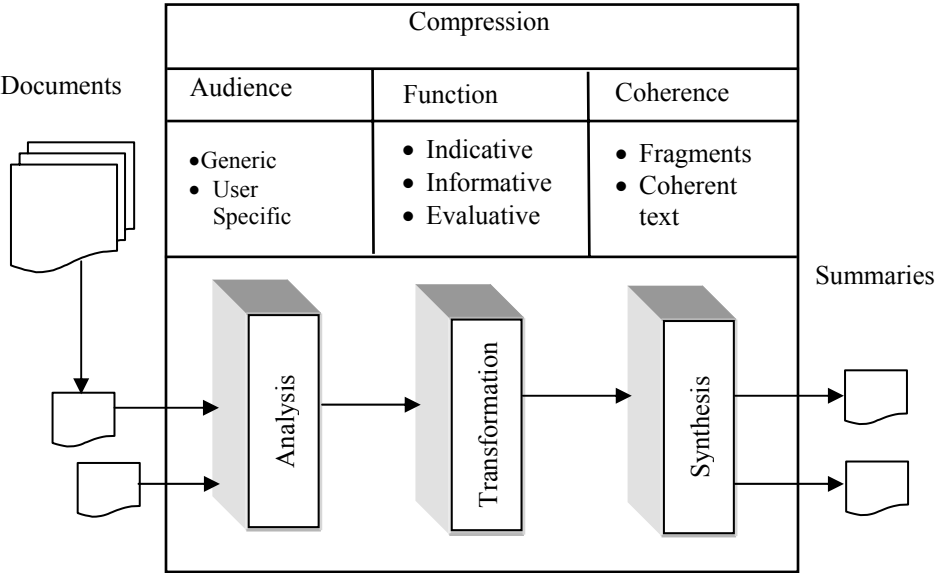 Compression
Documents
Audience
Function
Coherence
•Generic
• User
Specific
• Indicative
• Informative
• Evaluative
• Fragments
• Coherent
text
Summaries
Analysis
Transformation
Synthesis